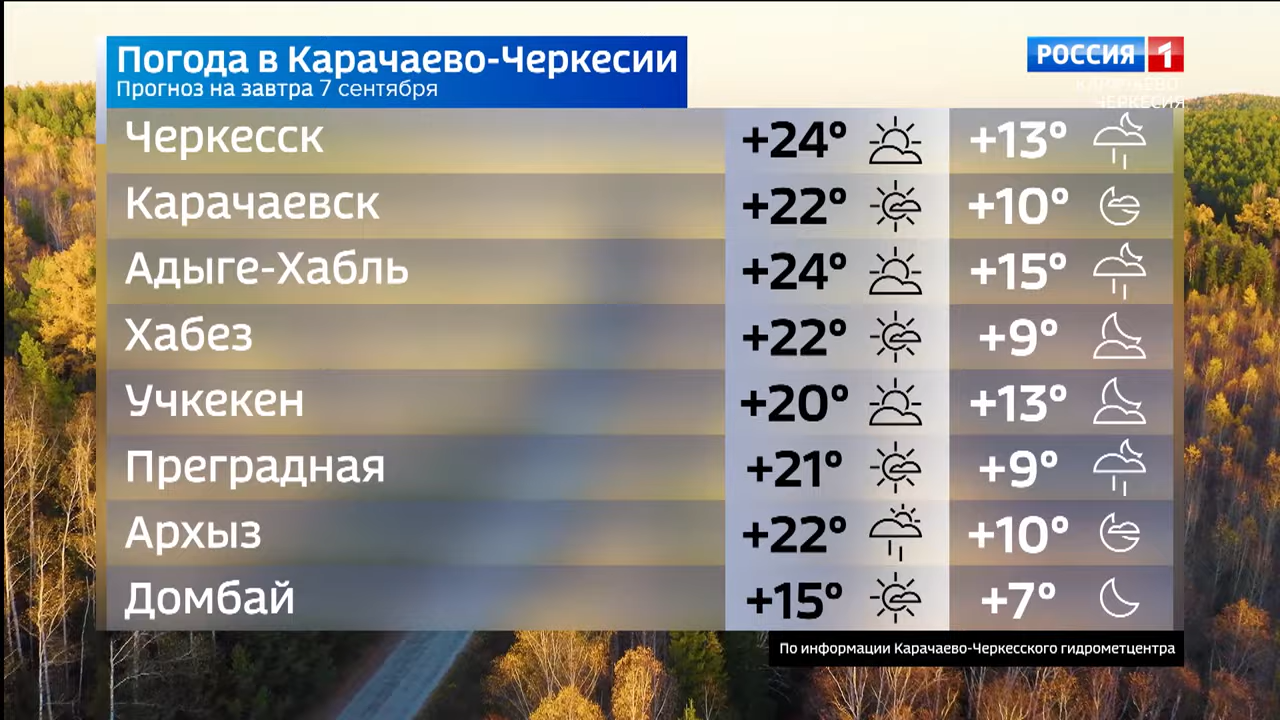 Погода в Карачаево-Черкесии
Прогноз на завтра 7 сентября
РОССИЯ 1
КАРАЧАЕВО
ЧЕРКЕСИЯ
Черкесск +24° +13°
Карачаевск +22° +10°
Адыге-Хабль +24° +15°
Хабез +22° +9°
Учкекен +20° +13°
Преградная +21° +9°
Архыз +22° +10°
Домбай +15° +7°
По информации Карачаево-Черкесского гидрометцентра